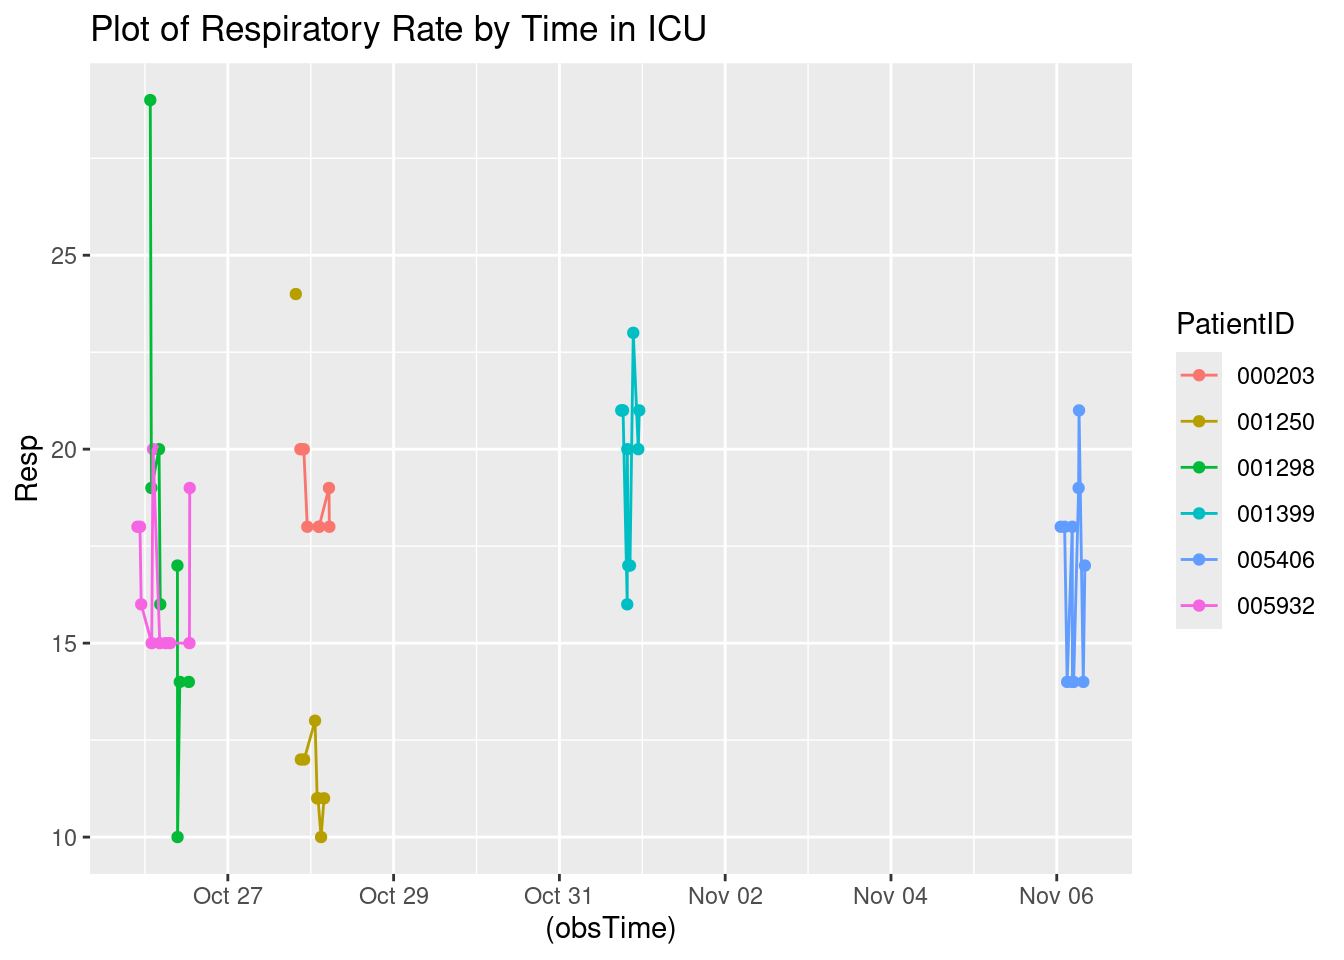 Plot of Respiratory Rate by Time in ICU
25
20
15
10
Resp
Oct 27
Oct 29
Oct 31
Nov 02
Nov 04
Nov 06
(obsTime)
PatientID
000203
001250
001298
001399
005406
005932